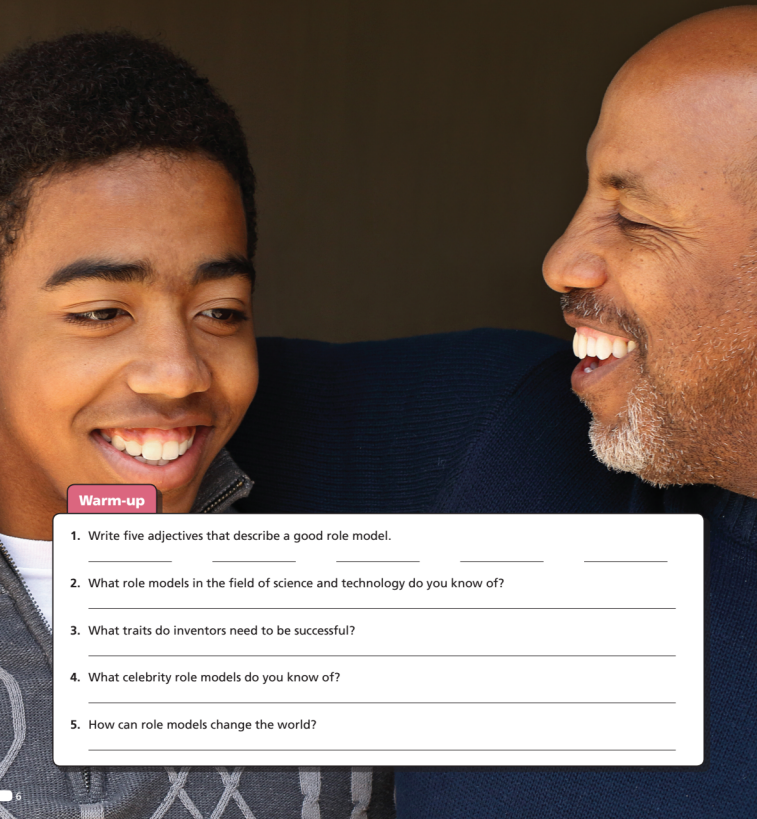 Warm-up
1. Write five adjectives that describe a good role model.
2. What role models in the field of science and technology do you know of?
3. What traits do inventors need to be successful?
4. What celebrity role models do you know of?
5. How can role models change the world?
6